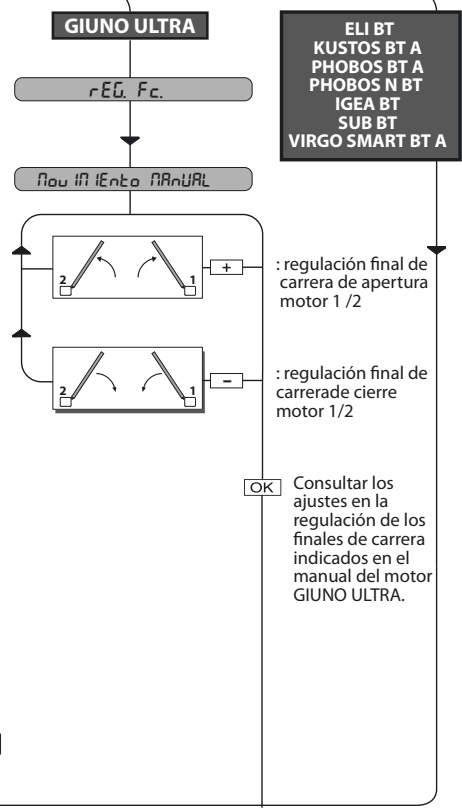 GIUNO ULTRA
rEG. Fc.
MovIMIEnto MAnUAL
2
1
+
: regulación final de
carrera de apertura
motor 1 /2
2
1
–
: regulación final de
carrerade cierre
motor 1/2
OK
Consultar los
ajustes en la
regulación de los
finales de carrera
indicados en el
manual del motor
GIUNO ULTRA.
ELI BT
KUSTOS BT A
PHOBOS BT A
PHOBOS N BT
IGEA BT
SUB BT
VIRGO SMART BT A